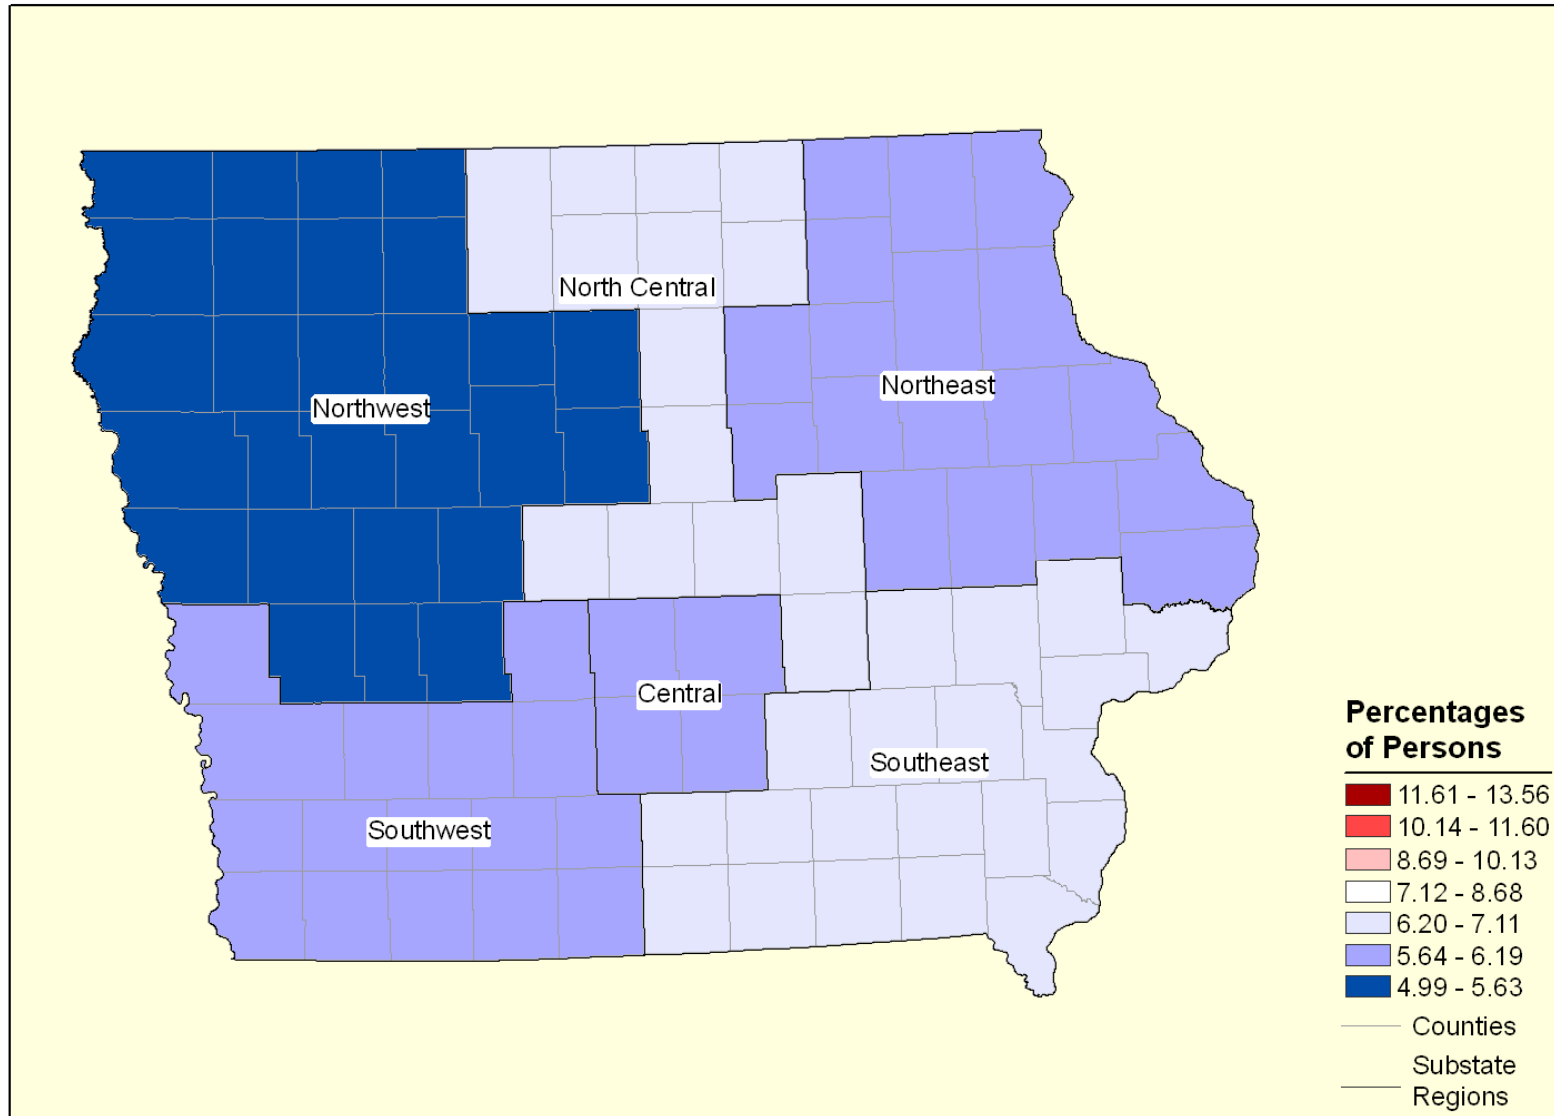 North Central
Northeast
Northwest
Central
Southeast
Southwest
Percentages
of Persons
11.61 - 13.56
10.14 - 11.60
8.69 - 10.13
7.12 - 8.68
6.20 - 7.11
5.64 - 6.19
4.99 - 5.63
Counties
Substate
Regions